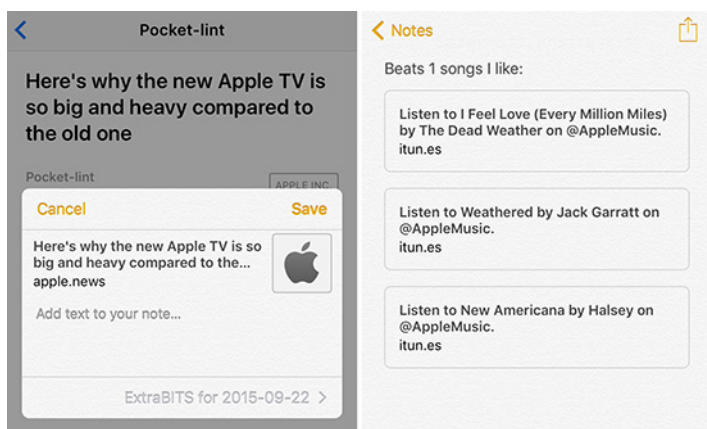 Pocket-lint
Here's why the new Apple TV is
so big and heavy compared to
the old one
Pocket-lint
APPLE INC.
Cancel
Save
Here's why the new Apple TV is so
big and heavy compared to the...
apple.news
Add text to your note...
ExtraBITS for 2015-09-22
Notes
Beats 1 songs I like:
Listen to I Feel Love (Every Million Miles)
by The Dead Weather on @AppleMusic.
itun.es
Listen to Weathered by Jack Garratt on
@AppleMusic.
itun.es
Listen to New Americana by Halsey on
@AppleMusic.
itun.es